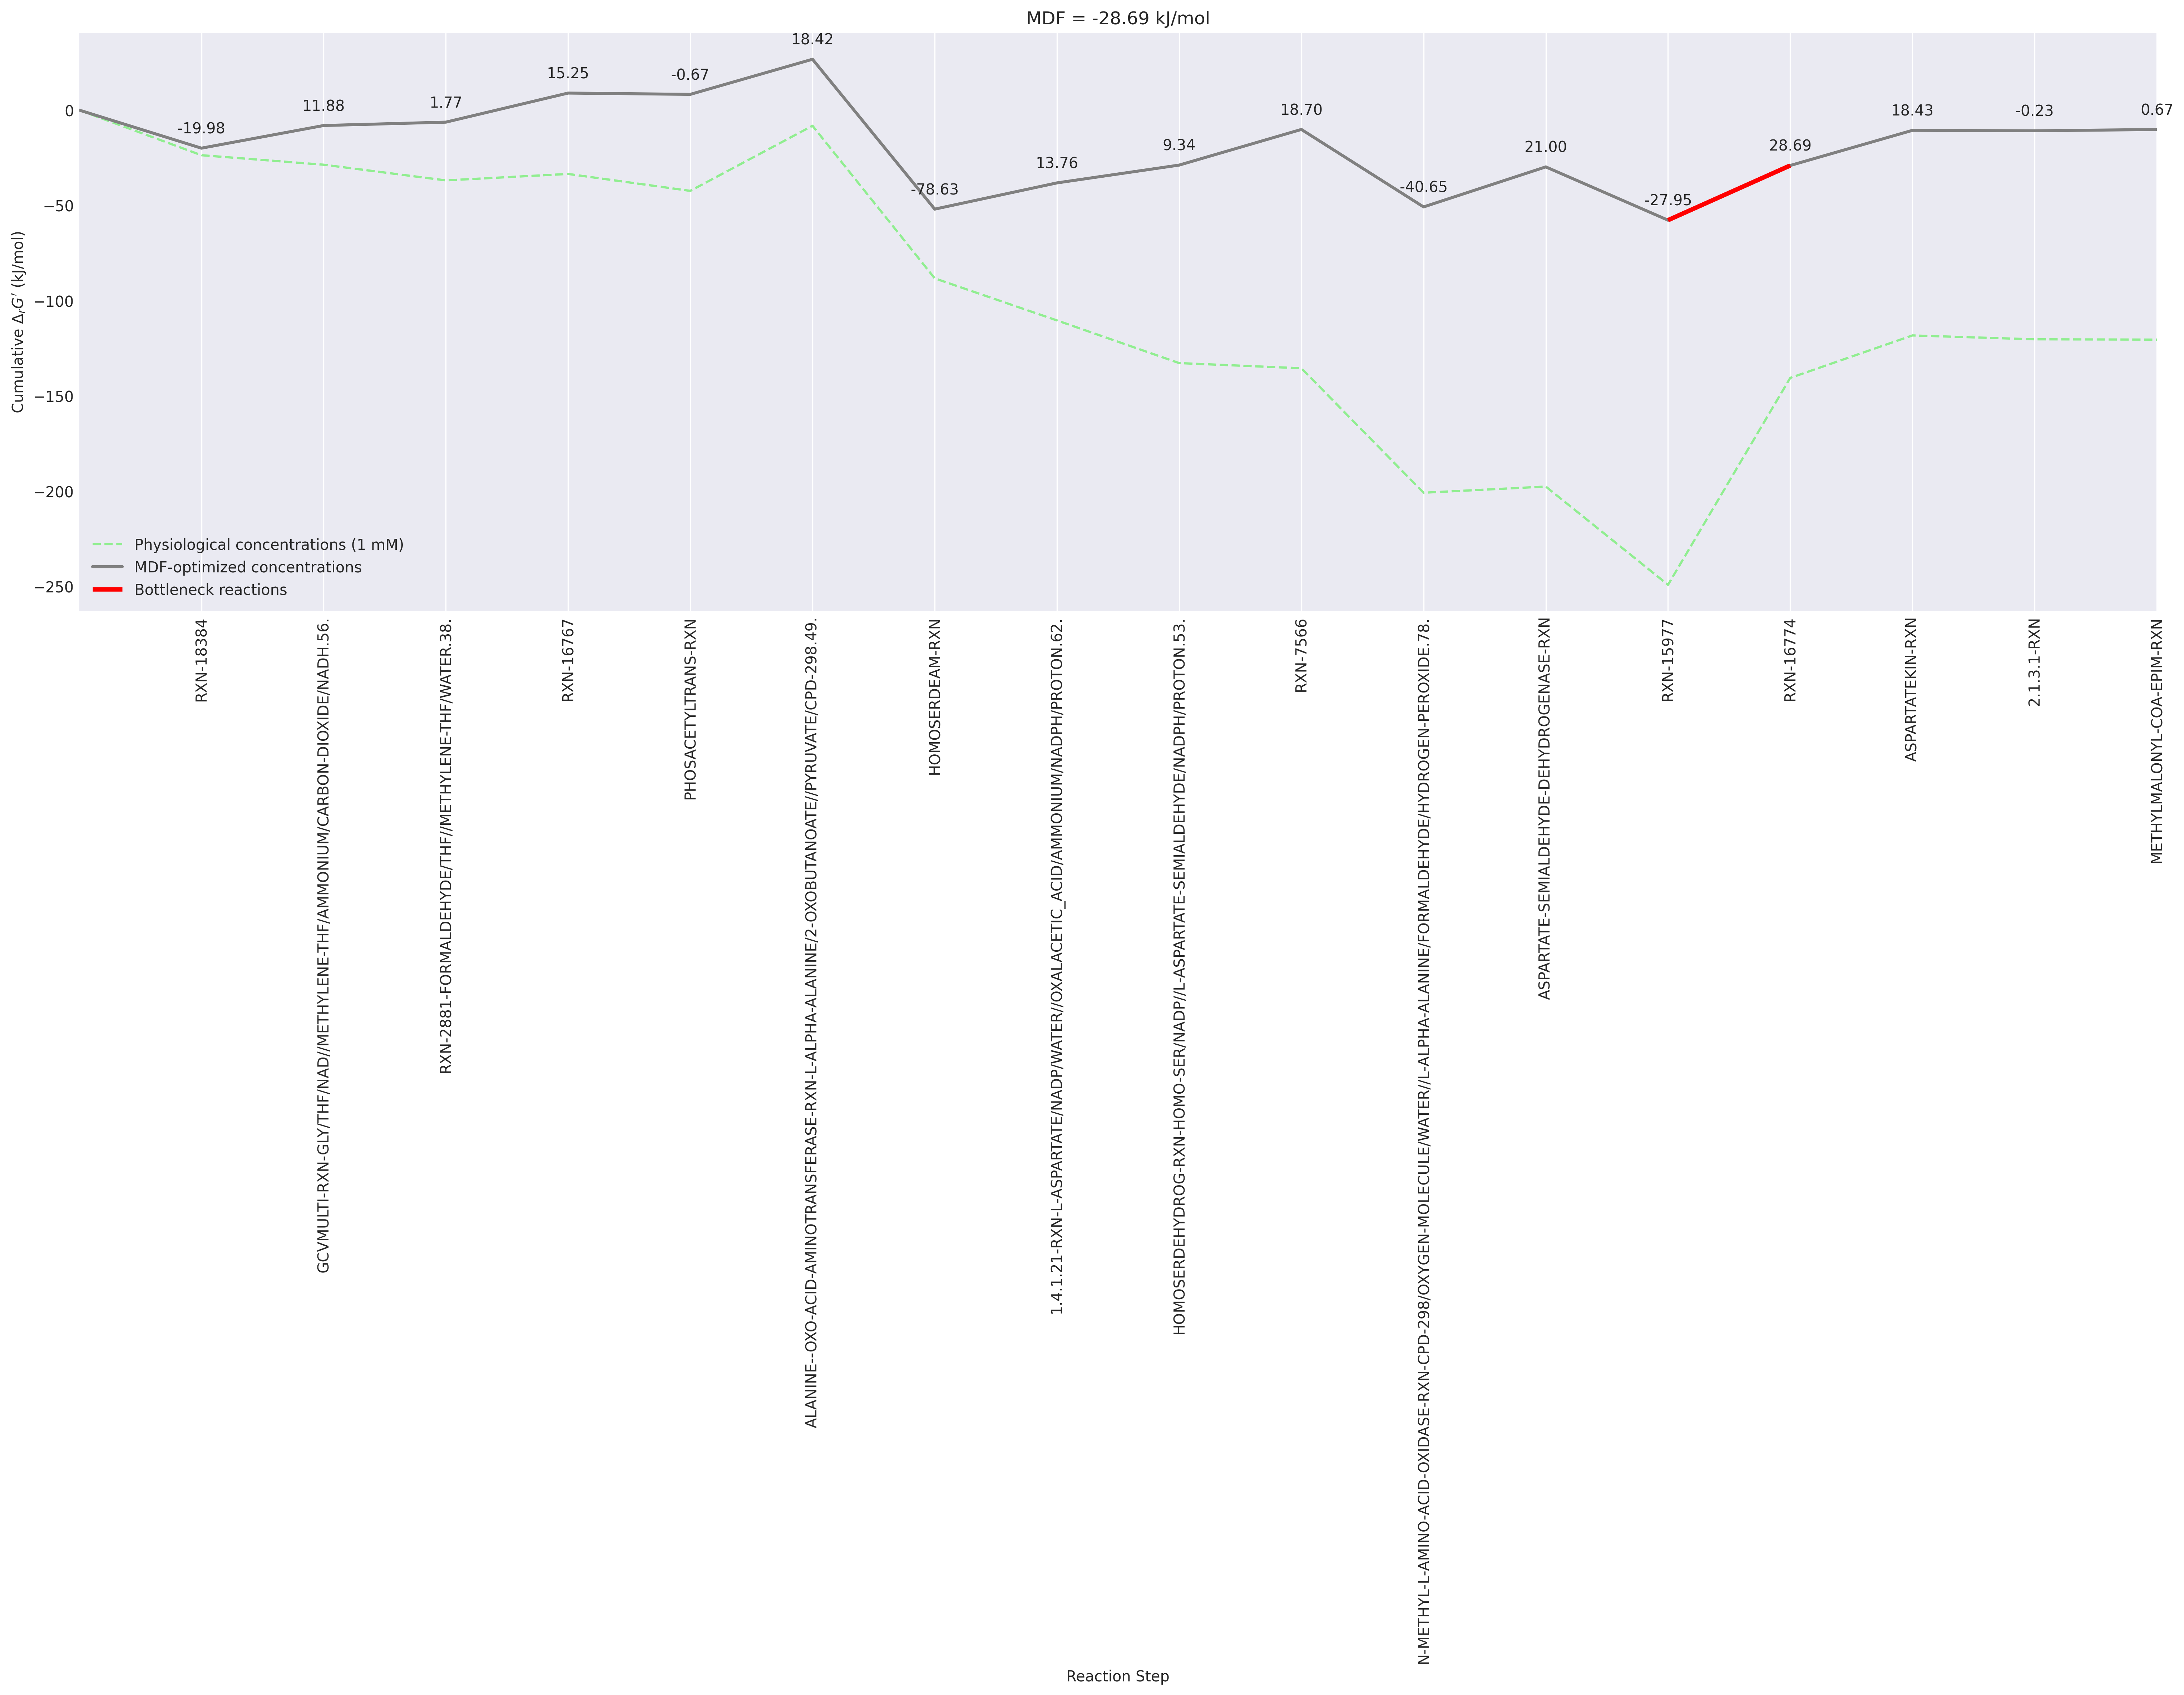 MDF = -28.69 kJ/mol
18.42
15.25
-0.67
11.88
1.77
-19.98
-78.63
13.76
9.34
18.70
-40.65
21.00
-27.95
28.69
18.43
-0.23
0.67
Cumulative ΔrG′ (kJ/mol)
0
−50
−100
−150
−200
−250
Physiological concentrations (1 mM)
MDF-optimized concentrations
Bottleneck reactions
RXN-18384
GCVMULTI-RXN-GLY/THF/NAD//METHYLENE-THF/AMMONIUM/CARBON-DIOXIDE/NADH.56.
RXN-2881-FORMALDEHYDE/THF//METHYLENE-THF/WATER.38.
RXN-16767
PHOSACETYLTRANS-RXN
ALANINE--OXO-ACID-AMINOTRANSFERASE-RXN-L-ALPHA-ALANINE/2-OXOBUTANOATE//PYRUVATE/CPD-298.49.
HOMOSERDEAM-RXN
1.4.1.21-RXN-L-ASPARTATE/NADP/WATER//OXALACETIC_ACID/AMMONIUM/NADPH/PROTON.62.
HOMOSERDEHYDROG-RXN-HOMO-SER/NADP//L-ASPARTATE-SEMIALDEHYDE/NADPH/PROTON.53.
RXN-7566
N-METHYL-L-AMINO-ACID-OXIDASE-RXN-CPD-298/OXYGEN-MOLECULE/WATER//L-ALPHA-ALANINE/FORMALDEHYDE/HYDROGEN-PEROXIDE.78.
ASPARTATE-SEMIALDEHYDE-DEHYDROGENASE-RXN
RXN-15977
RXN-16774
ASPARTATEKIN-RXN
2.1.3.1-RXN
METHYLMALONYL-COA-EPIM-RXN
Reaction Step